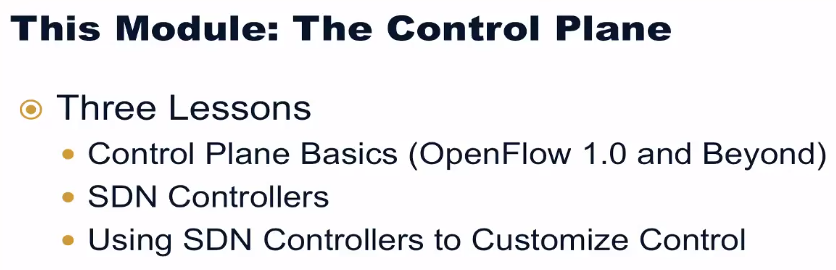 This Module: The Control Plane
Three Lessons
Control Plane Basics (OpenFlow 1.0 and Beyond)
SDN Controllers
Using SDN Controllers to Customize Control